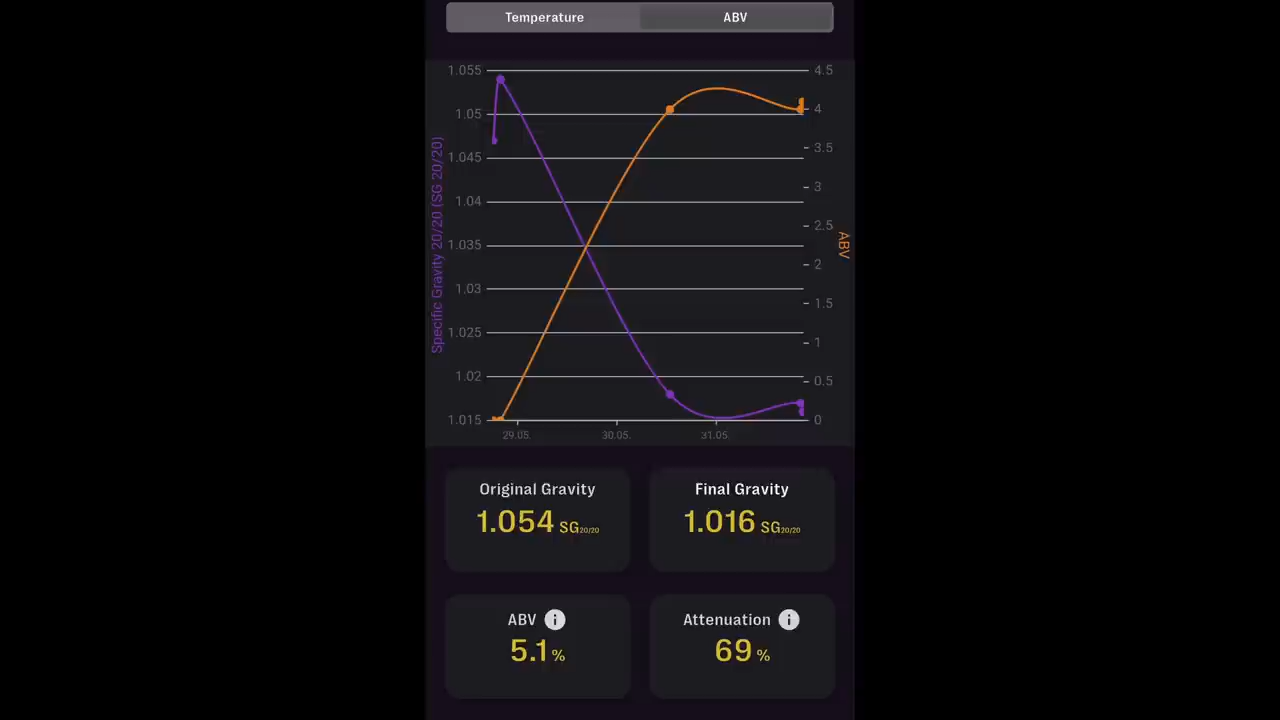 Temperature ABV
1.055 4.5
1.05 4
1.045 3.5
1.04 3
1.035 2.5
1.03 2
1.025 1.5
1.02 1
1.015 0.5
0
Specific Gravity 20/20 (SG 20/20)
ABV
29.05. 30.05. 31.05.
Original Gravity Final Gravity
1.054 SG20/20 1.016 SG20/20
ABV i Attenuation i
5.1 % 69 %